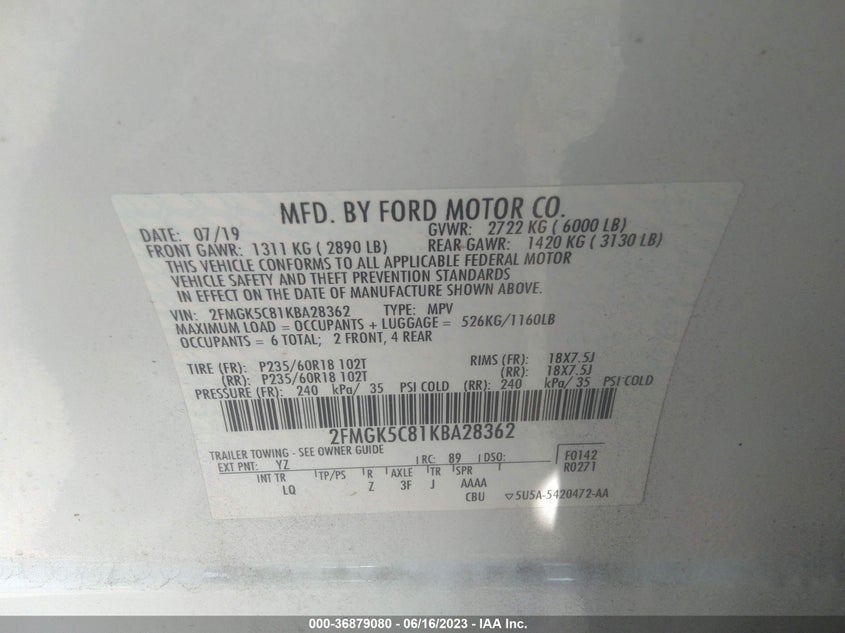 MFD. BY FORD MOTOR CO.
DATE: 07/19 GVWR: 2722 KG ( 6000 LB)
FRONT GAWR: 1311 KG ( 2890 LB) REAR GAWR: 1420 KG ( 3130 LB)
THIS VEHICLE CONFORMS TO ALL APPLICABLE FEDERAL MOTOR
VEHICLE SAFETY AND THEFT PREVENTION STANDARDS
IN EFFECT ON THE DATE OF MANUFACTURE SHOWN ABOVE.
VIN: 2FMGK5C81KBA28362 TYPE: MPV
MAXIMUM LOAD = OCCUPANTS + LUGGAGE = 526KG/1160LB
OCCUPANTS = 6 TOTAL; 2 FRONT, 4 REAR
TIRE (FR): P235/60R18 102T RIMS (FR): 18X7.5J
(RR): P235/60R18 102T (RR): 18X7.5J
PRESSURE (FR): 240 kPa/ 35 PSI COLD (RR): 240 kPa/ 35 PSI COLD
2FMGK5C81KBA28362
TRAILER TOWING - SEE OWNER GUIDE
EXT PNT: YZ RC: 89 DSO: F0142
INT TR TP/PS R AXLE TR SPR R0271
LQ Z 3F J AAAA
CBU ▽5U5A-5420472-AA
000-36879080 - 06/16/2023 - IAA Inc.